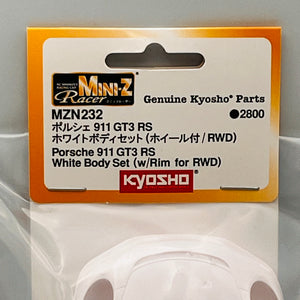 MINI-Z
Racer
Genuine Kyosho® Parts
MZN232
●2800
ポルシェ 911 GT3 RS
ホワイトボディセット (ホイール付/RWD)
Porsche 911 GT3 RS
White Body Set (w/Rim for RWD)
KYOSHO